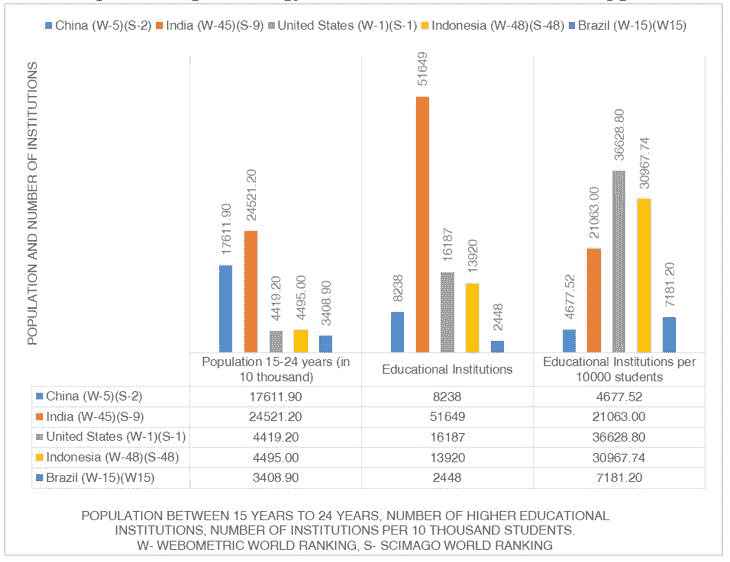 China (W-5)(S-2) India (W-45)(S-9) United States (W-1)(S-1) Indonesia (W-48)(S-48) Brazil (W-15)(W15)
POPULATION AND NUMBER OF INSTITUTIONS
17611.90
24521.20
4419.20
4495.00
3408.90
8238
51649
16187
13920
2448
4677.52
21063.00
36628.80
30967.74
7181.20
Population 15-24 years (in
10 thousand)
Educational Institutions
Educational Institutions per
10000 students
China (W-5)(S-2) 17611.90 8238 4677.52
India (W-45)(S-9) 24521.20 51649 21063.00
United States (W-1)(S-1) 4419.20 16187 36628.80
Indonesia (W-48)(S-48) 4495.00 13920 30967.74
Brazil (W-15)(W15) 3408.90 2448 7181.20
POPULATION BETWEEN 15 YEARS TO 24 YEARS, NUMBER OF HIGHER EDUCATIONAL
INSTITUTIONS, NUMBER OF INSTITUTIONS PER 10 THOUSAND STUDENTS.
W- WEBOMETRIC WORLD RANKING, S- SCIMAGO WORLD RANKING